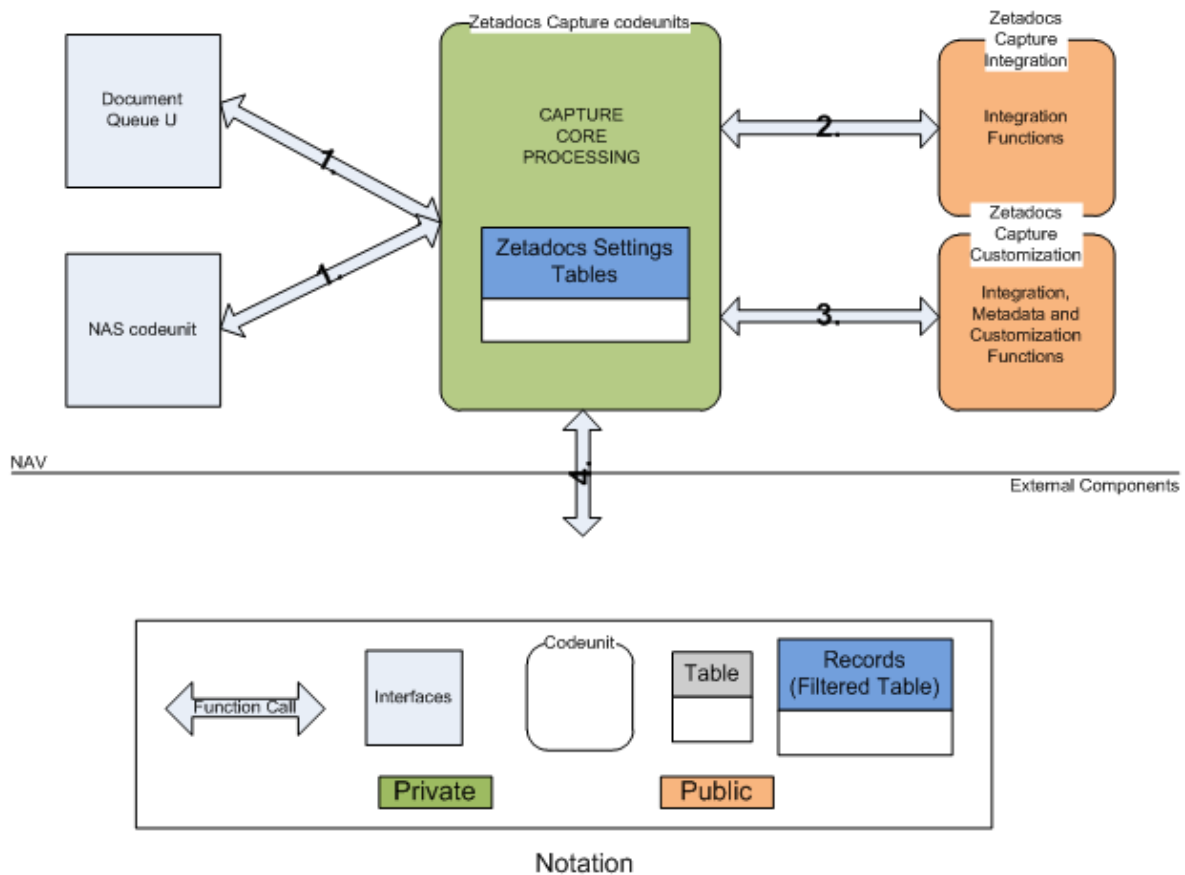 Document
Queue U
NAS codeunit
1.
1.
Zetadocs Capture codeunits
CAPTURE
CORE
PROCESSING
Zetadocs Settings
Tables
2.
3.
4.
Zetadocs
Capture
Integration
Integration
Functions
Zetadocs
Capture
Customization
Integration,
Metadata and
Customization
Functions
NAV
External Components
Function Call
Interfaces
Codeunit
Table
Records
(Filtered Table)
Private
Public
Notation